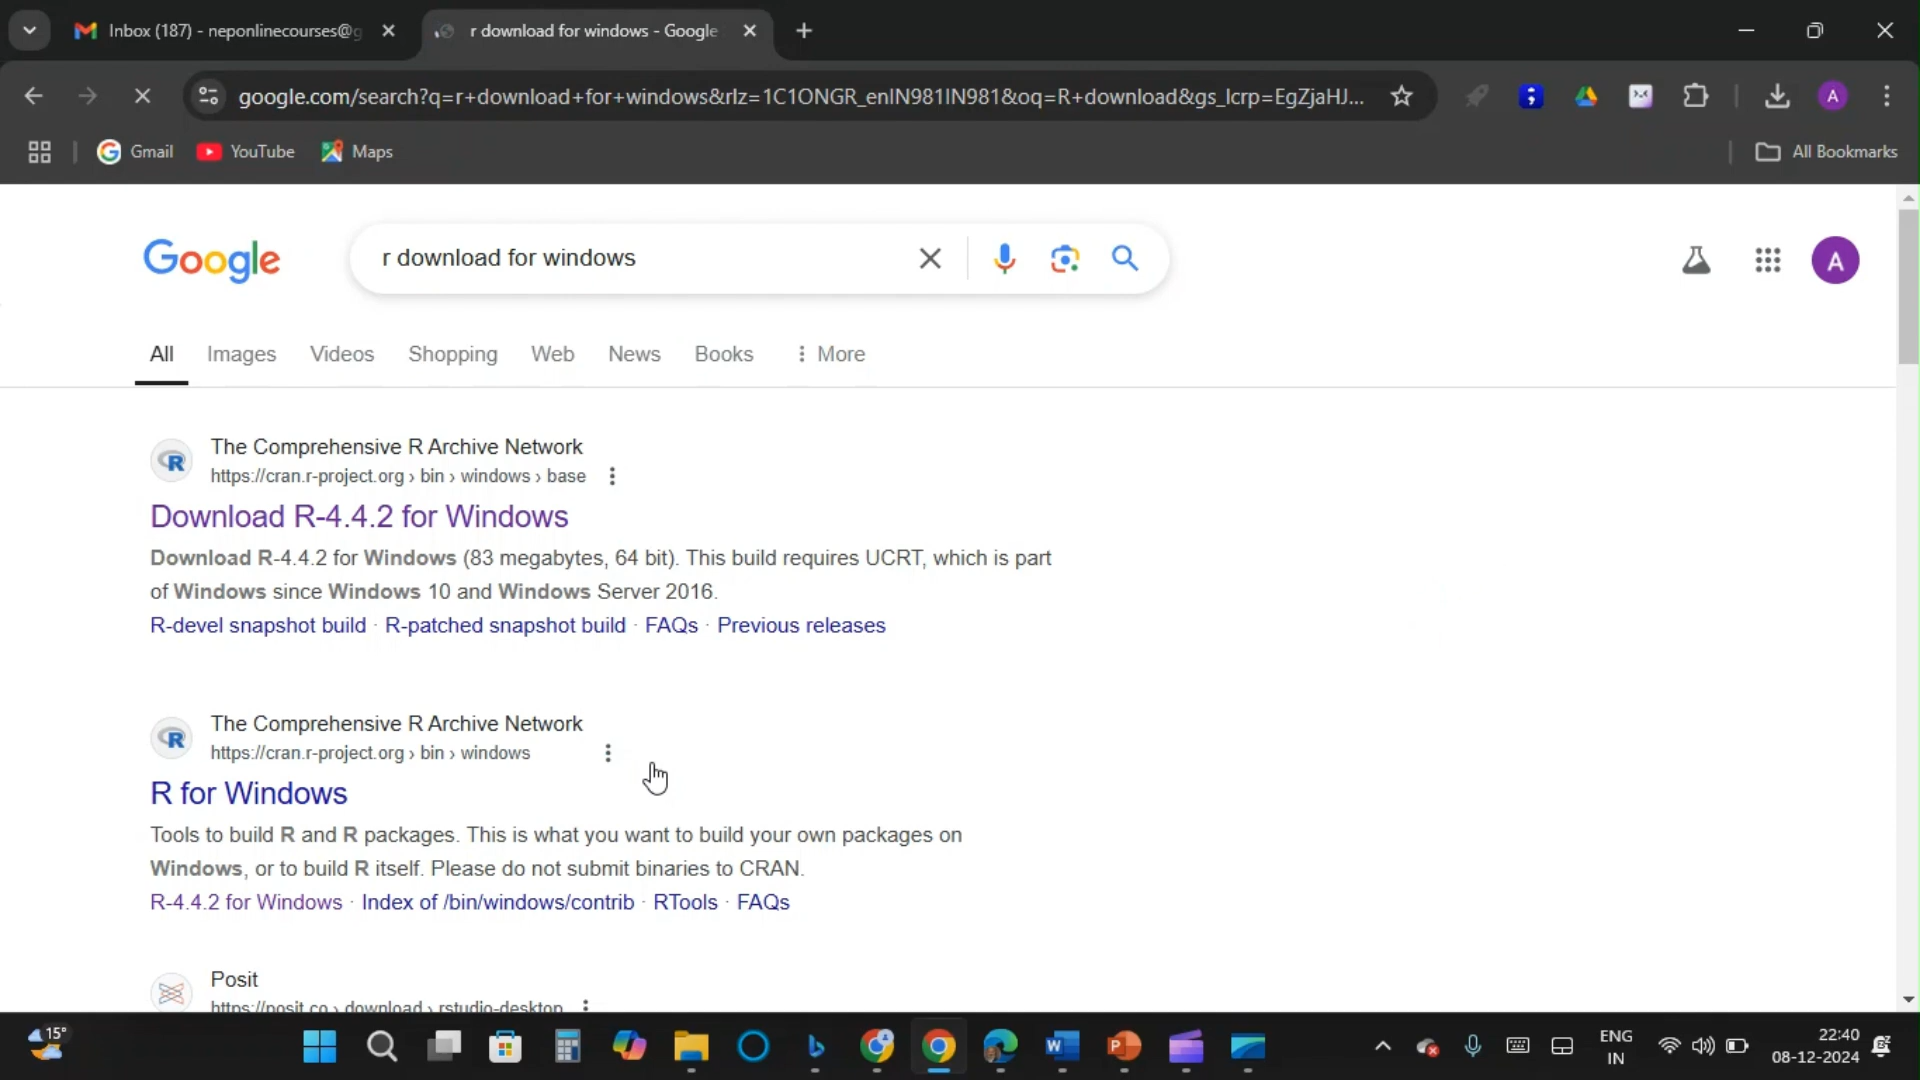 Inbox (187) - neponlinecourses@g
r download for windows - Google
google.com/search?q=r+download+for+windows&rlz=1C1ONGR_enIN981IN981&oq=R+download&gs_lcrp=EgZjaHJ...
Gmail
YouTube
Maps
All Bookmarks
A
Google
r download for windows
A
All
Images
Videos
Shopping
Web
News
Books
More
The Comprehensive R Archive Network
https://cran.r-project.org › bin › windows › base
Download R-4.4.2 for Windows
Download R-4.4.2 for Windows (83 megabytes, 64 bit). This build requires UCRT, which is part
of Windows since Windows 10 and Windows Server 2016.
R-devel snapshot build · R-patched snapshot build · FAQs · Previous releases
The Comprehensive R Archive Network
https://cran.r-project.org › bin › windows
R for Windows
Tools to build R and R packages. This is what you want to build your own packages on
Windows, or to build R itself. Please do not submit binaries to CRAN.
R-4.4.2 for Windows · Index of /bin/windows/contrib · RTools · FAQs
Posit
https://posit.co › download › rstudio-desktop
15°
ENG
IN
22:40
08-12-2024